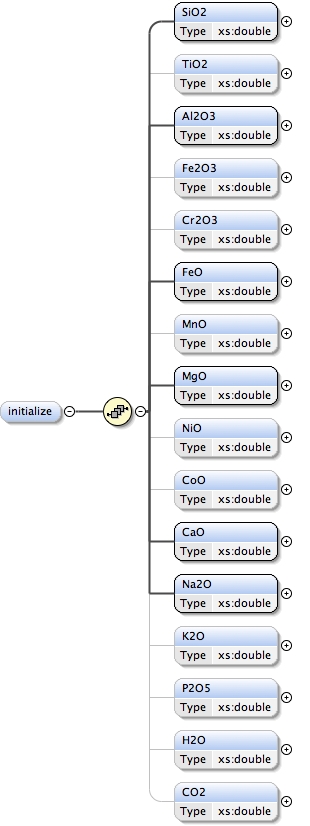 SiO2
Type xs:double
TiO2
Type xs:double
Al2O3
Type xs:double
Fe2O3
Type xs:double
Cr2O3
Type xs:double
FeO
Type xs:double
MnO
Type xs:double
MgO
Type xs:double
initialize
NiO
Type xs:double
CoO
Type xs:double
CaO
Type xs:double
Na2O
Type xs:double
K2O
Type xs:double
P2O5
Type xs:double
H2O
Type xs:double
CO2
Type xs:double